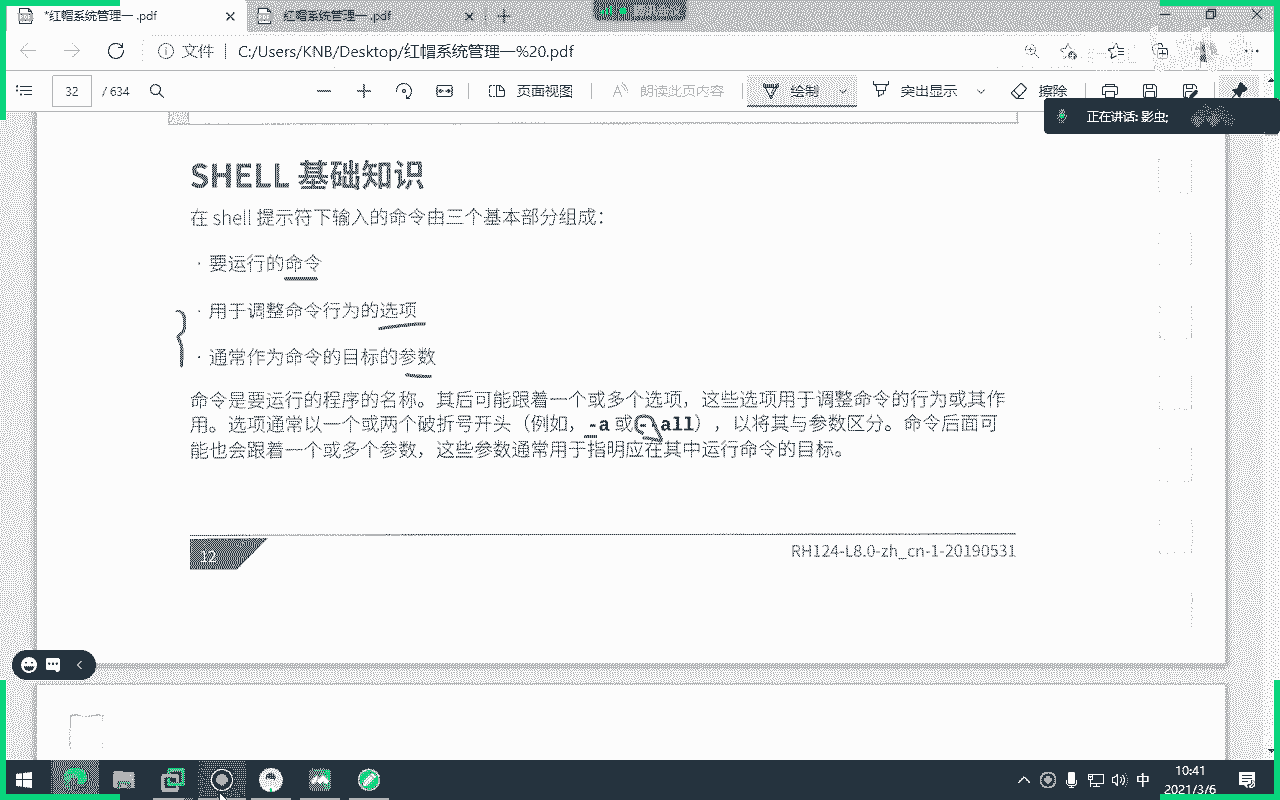 *红帽系统管理一 .pdf
红帽系统管理一 .pdf
文件 | C:/Users/KNB/Desktop/红帽系统管理一%20.pdf
32 / 634
页面视图
朗读此页内容
绘制
突出显示
擦除
正在讲话: 影虫;
SHELL 基础知识
在 shell 提示符下输入的命令由三个基本部分组成：
· 要运行的命令
· 用于调整命令行为的选项
· 通常作为命令的目标的参数
命令是要运行的程序的名称。其后可能跟着一个或多个选项，这些选项用于调整命令的行为或其作
用。选项通常以一个或两个破折号开头（例如，-a 或--all），以将其与参数区分。命令后面可
能也会跟着一个或多个参数，这些参数通常用于指明应在其中运行命令的目标。
12
RH124-L8.0-zh_cn-1-20190531
中
10:41
2021/3/6